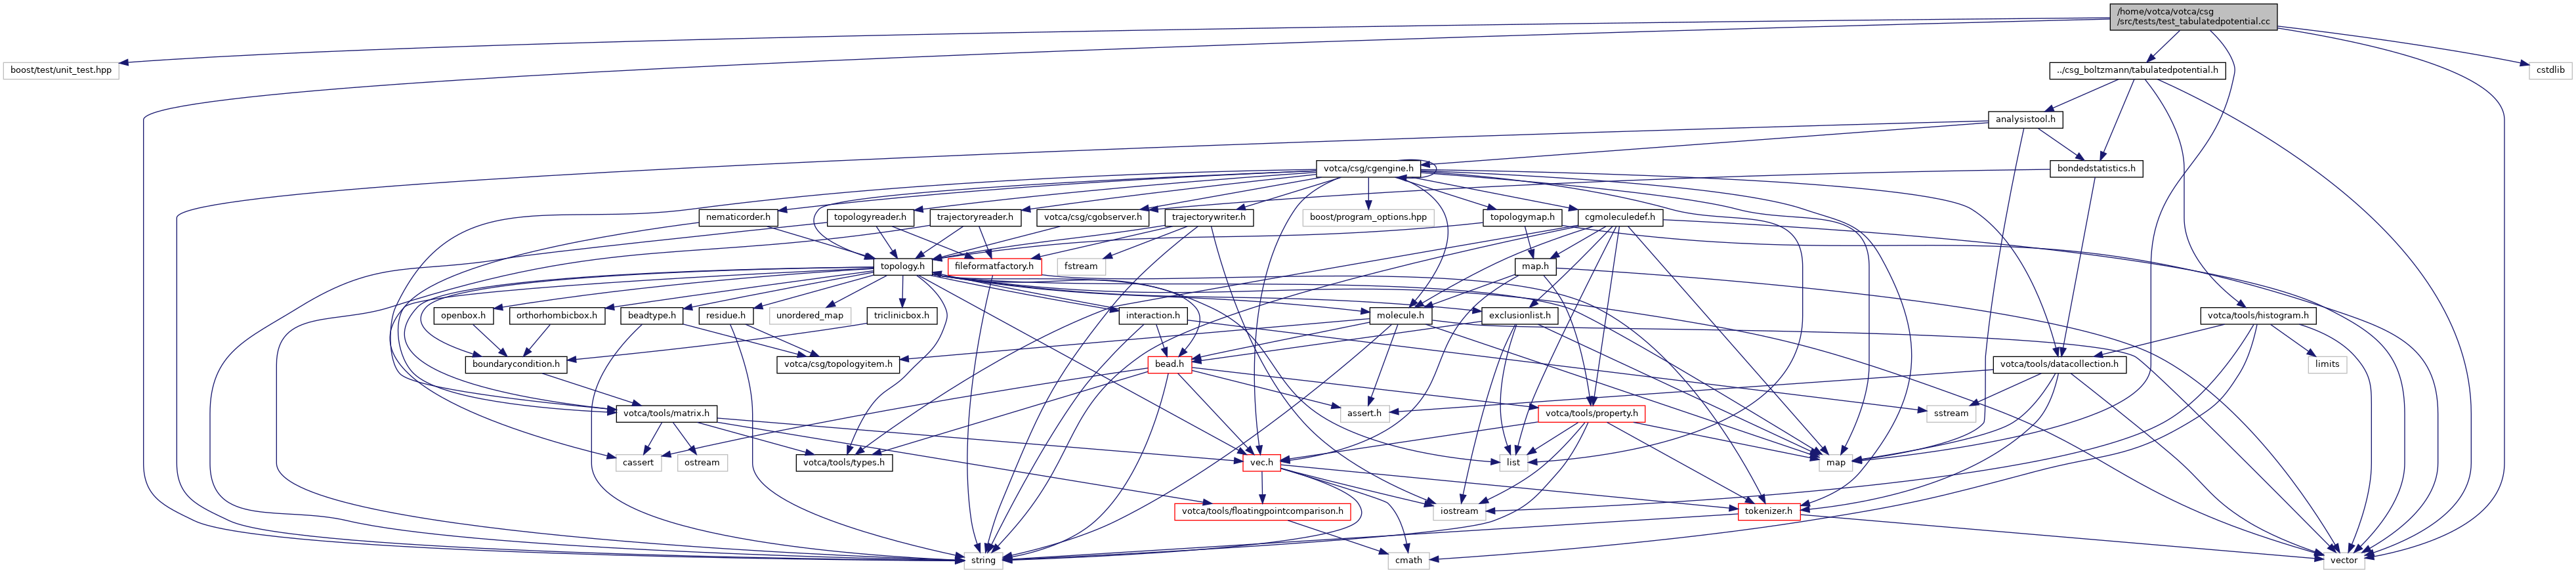 /home/votca/votca/csg
/src/tests/test_tabulatedpotential.cc
boost/test/unit_test.hpp
../csg_boltzmann/tabulatedpotential.h
cstdlib
analysistool.h
votca/csg/cgengine.h
bondedstatistics.h
nematicorder.h
topologyreader.h
trajectoryreader.h
votca/csg/cgobserver.h
trajectorywriter.h
boost/program_options.hpp
topologymap.h
cgmoleculedef.h
topology.h
fileformatfactory.h
fstream
map.h
openbox.h
orthorhombicbox.h
beadtype.h
residue.h
unordered_map
triclinicbox.h
interaction.h
molecule.h
exclusionlist.h
votca/tools/histogram.h
boundarycondition.h
votca/csg/topologyitem.h
bead.h
votca/tools/datacollection.h
limits
votca/tools/matrix.h
assert.h
votca/tools/property.h
sstream
cassert
ostream
votca/tools/types.h
vec.h
list
map
votca/tools/floatingpointcomparison.h
iostream
tokenizer.h
string
cmath
vector